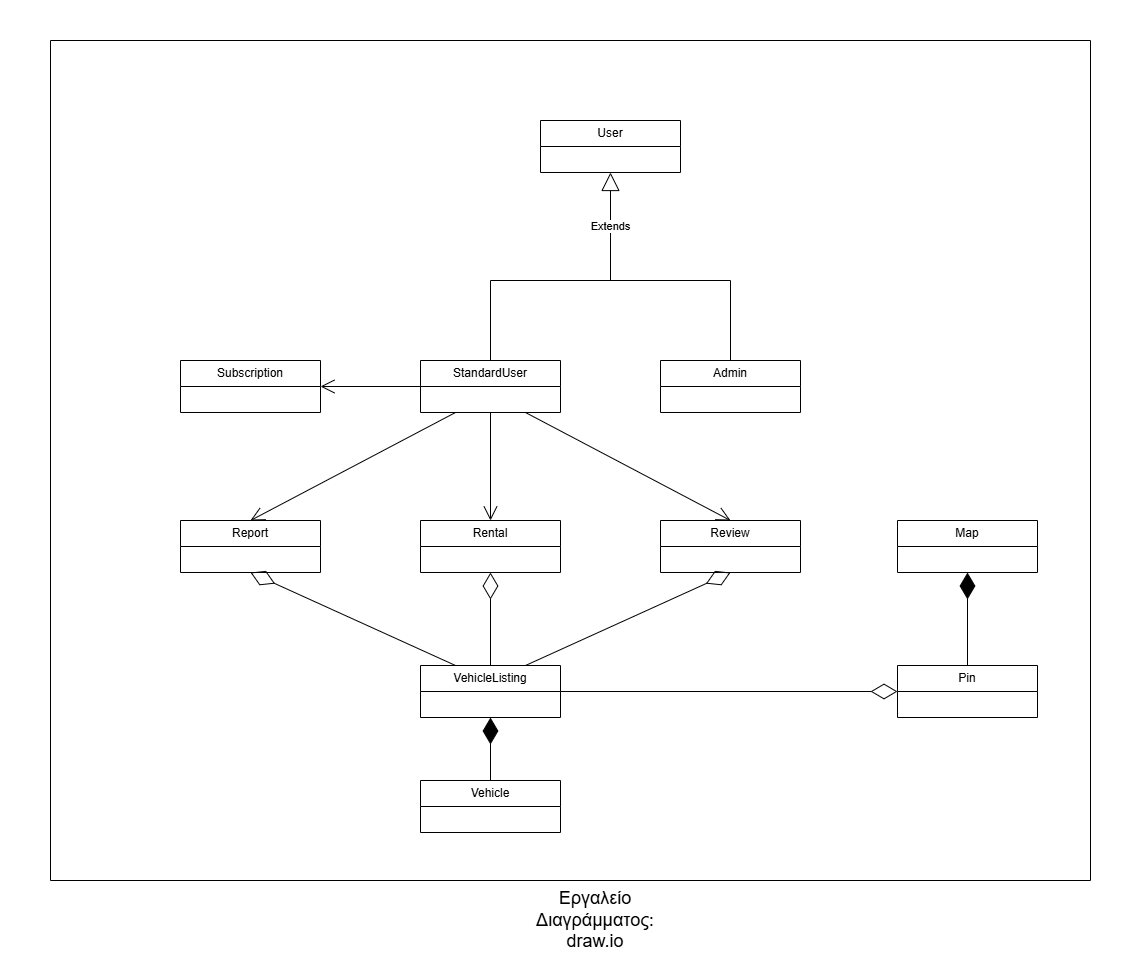 User
Extends
Subscription
StandardUser
Admin
Report
Rental
Review
Map
VehicleListing
Pin
Vehicle
Εργαλείο
Διαγράμματος:
draw.io